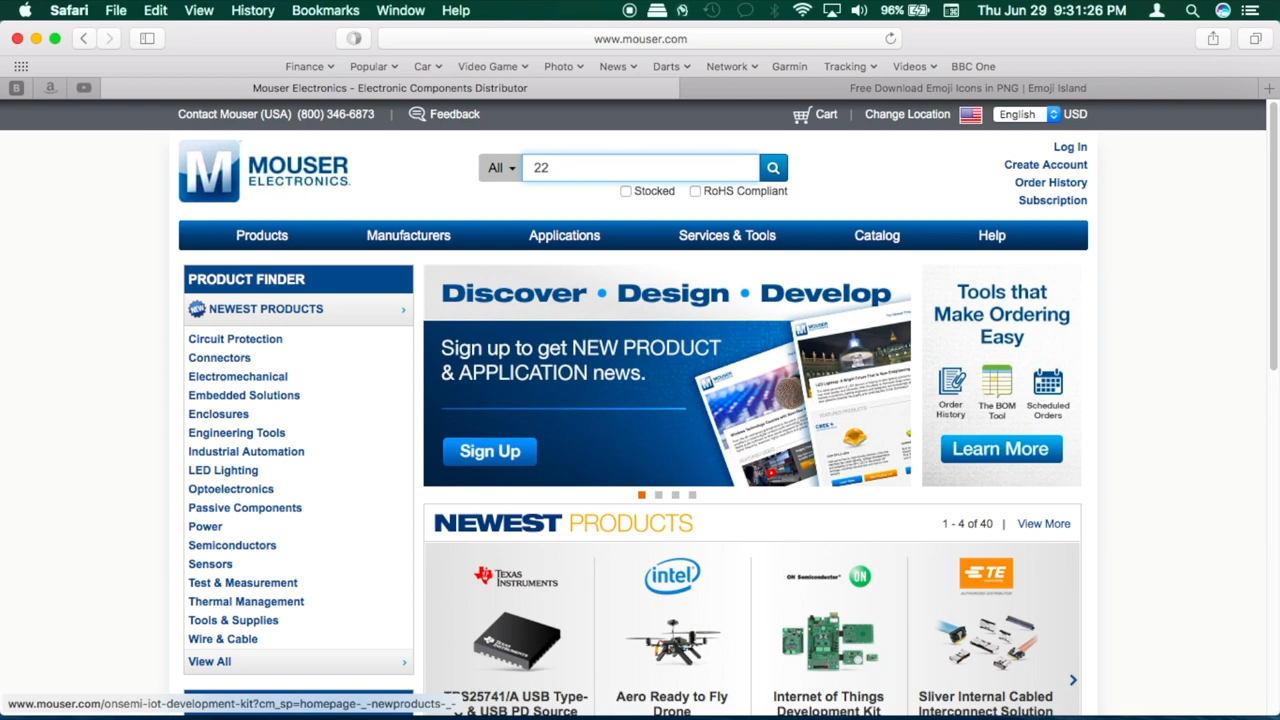 Safari File Edit View History Bookmarks Window Help
96% Thu Jun 29 9:31:26 PM
www.mouser.com
Finance Popular Car Video Game Photo News Darts Network Garmin Tracking Videos BBC One
B a Mouser Electronics - Electronic Components Distributor
Free Download Emoji Icons in PNG | Emoji Island
Contact Mouser (USA) (800) 346-6873 | Feedback
Cart | Change Location English USD
M MOUSER
ELECTRONICS.
All 22
Stocked RoHS Compliant
Log In
Create Account
Order History
Subscription
Products Manufacturers Applications Services & Tools Catalog Help
PRODUCT FINDER
NEW NEWEST PRODUCTS
Circuit Protection
Connectors
Electromechanical
Embedded Solutions
Enclosures
Engineering Tools
Industrial Automation
LED Lighting
Optoelectronics
Passive Components
Power
Semiconductors
Sensors
Test & Measurement
Thermal Management
Tools & Supplies
Wire & Cable
View All
Discover • Design • Develop
Sign up to get NEW PRODUCT
& APPLICATION news.
Sign Up
MOUSER
Tools that
Make Ordering
Easy
Order
History
The BOM
Tool
Scheduled
Orders
Learn More
NEWEST PRODUCTS
1 - 4 of 40 | View More
TEXAS
INSTRUMENTS
TPS25741/A USB Type-
C & USB PD Source
intel
Aero Ready to Fly
Drone
ON Semiconductor ON
Internet of Things
Development Kit
TE
Sliver Internal Cabled
Interconnect Solution
www.mouser.com/onsemi-iot-development-kit?cm_sp=homepage-_-newproducts-_-